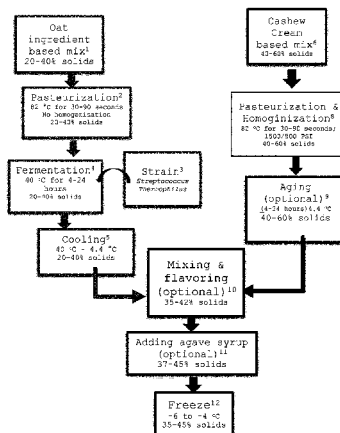 Oat
ingredient
based mix¹
20-40% solids
Pasteurization²
82 °C for 30-90 seconds
No homogenization
20-40% solids
Fermentation⁴
40 °C for 4-24
hours
20-40% solids
Strain³
Streptococcus
Thermophilus
Cooling⁵
40 °C - 4.4 °C
20-40% solids
Cashew
Cream
based mix⁶
40-60% solids
Pasteurization &
Homoginization⁸
82 °C for 30-90 seconds/
1500/500 PSI
40-60% solids
Aging
(optional)⁹
(4-24 hours)4.4 °C
40-60% solids
Mixing &
flavoring
(optional)¹⁰
35-42% solids
Adding agave syrup
(optional)¹¹
37-45% solids
Freeze¹²
-6 to -4 °C
35-45% solids